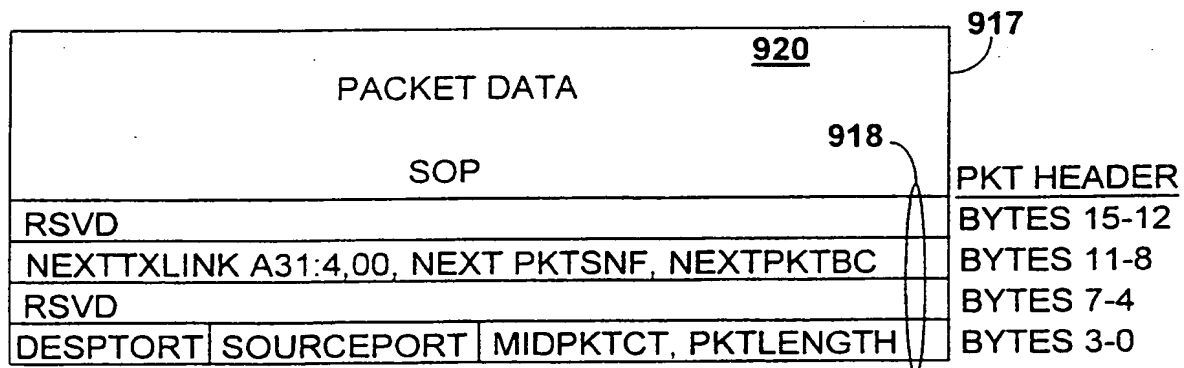 917
920
PACKET DATA
918
SOP
PKT HEADER
RSVD BYTES 15-12
NEXTTXLINK A31:4,00, NEXT PKTSNF, NEXTPKTBC BYTES 11-8
RSVD BYTES 7-4
DESPTORT SOURCEPORT MIDPKTCT, PKTLENGTH BYTES 3-0